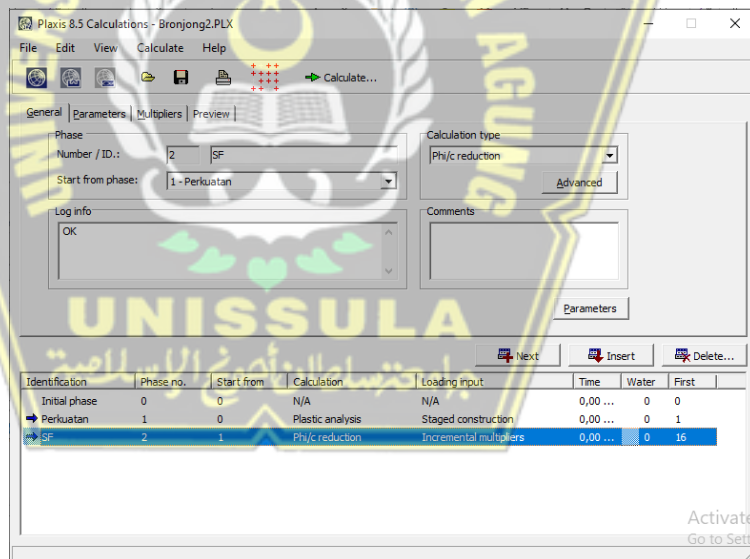 Plaxis 8.5 Calculations - Bronjong2.PLX
File Edit View Calculate Help
Calculate...
General Parameters Multipliers Preview
Phase
Number / ID.: 2 SF
Start from phase: 1 - Perkuatan
Calculation type
Phi/c reduction
Advanced
Log info
OK
Comments
Parameters
UNISSULA
Next Insert Delete...
Identification Phase no. Start from Calculation Loading input Time Water First
Initial phase 0 0 N/A N/A 0,00 ... 0 0
Perkuatan 1 0 Plastic analysis Staged construction 0,00 ... 0 1
SF 2 1 Phi/c reduction Incremental multipliers 0,00 ... 0 16
AGUNG
Activate
Go to Sett